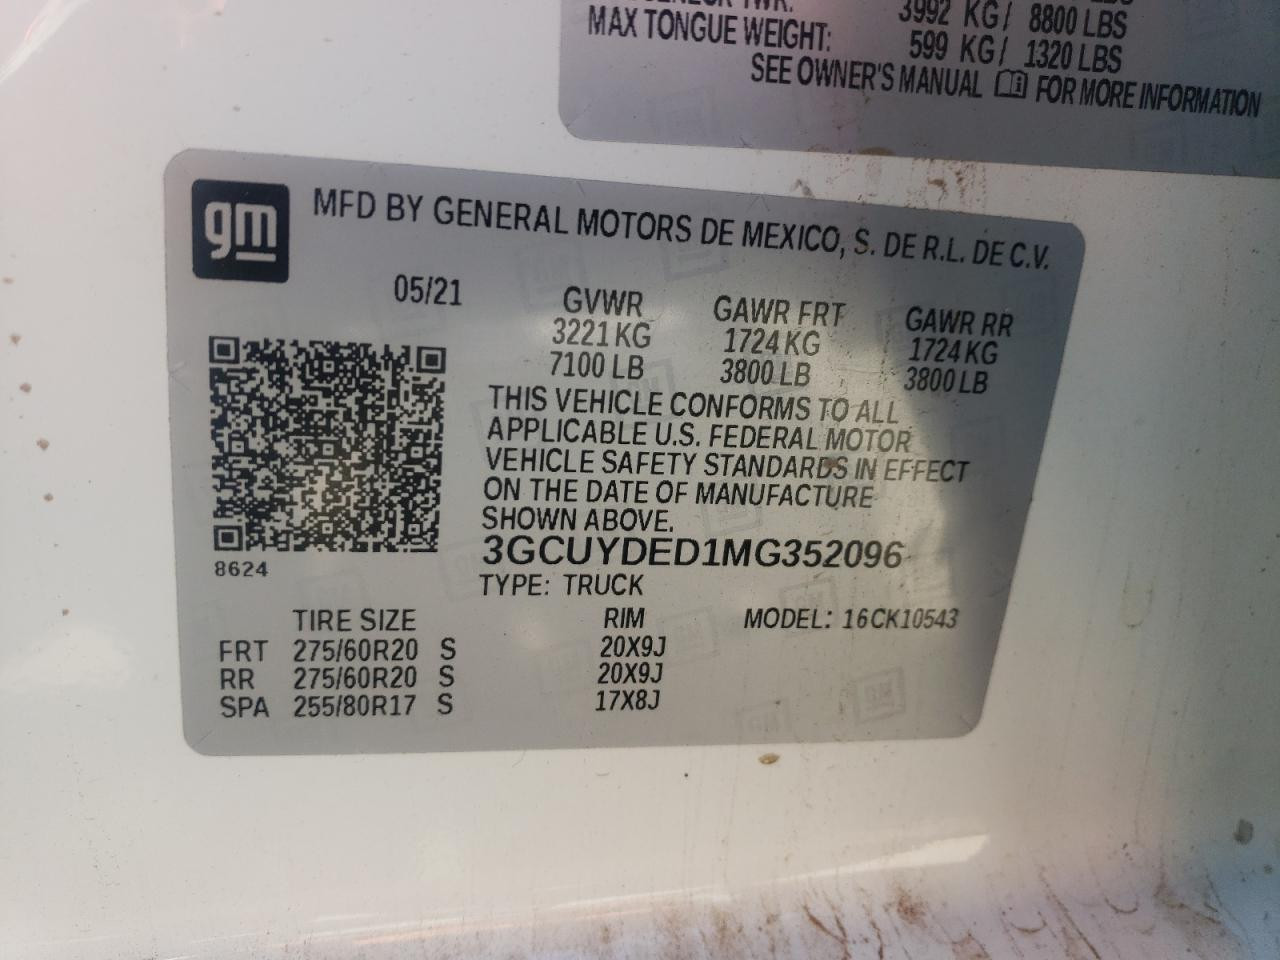 3992 KG / 8800 LBS
MAX TONGUE WEIGHT: 599 KG / 1320 LBS
SEE OWNER'S MANUAL FOR MORE INFORMATION
gm
MFD BY GENERAL MOTORS DE MEXICO, S. DE R.L. DE C.V.
05/21
GVWR GAWR FRT GAWR RR
3221 KG 1724 KG 1724 KG
7100 LB 3800 LB 3800 LB
THIS VEHICLE CONFORMS TO ALL
APPLICABLE U.S. FEDERAL MOTOR
VEHICLE SAFETY STANDARDS IN EFFECT
ON THE DATE OF MANUFACTURE
SHOWN ABOVE.
3GCUYDED1MG352096
8624
TYPE: TRUCK
TIRE SIZE RIM MODEL: 16CK10543
FRT 275/60R20 S 20X9J
RR 275/60R20 S 20X9J
SPA 255/80R17 S 17X8J